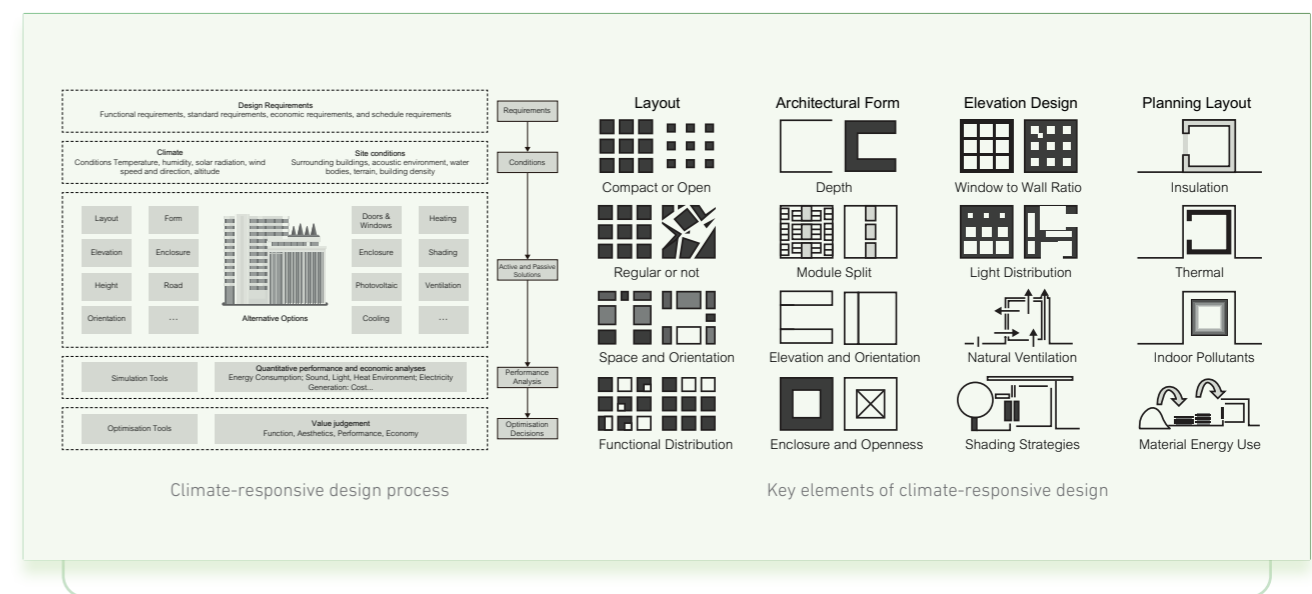 Design Requirements
Functional requirements, standard requirements, economic requirements, and schedule requirements
Requirements
Climate
Conditions Temperature, humidity, solar radiation, wind
speed and direction, altitude
Site conditions
Surrounding buildings, acoustic environment, water
bodies, terrain, building density
Conditions
Layout
Form
Doors &
Windows
Heating
Elevation
Enclosure
Enclosure
Shading
Height
Road
Photovoltaic
Ventilation
Orientation
...
Alternative Options
Cooling
...
Active and Passive
Solutions
Simulation Tools
Quantitative performance and economic analyses
Energy Consumption; Sound, Light, Heat Environment; Electricity
Generation: Cost...
Performance
Analysis
Optimisation Tools
Value judgement
Function, Aesthetics, Performance, Economy
Optimisation
Decisions
Climate-responsive design process
Layout
Architectural Form
Elevation Design
Planning Layout
Compact or Open
Depth
Window to Wall Ratio
Insulation
Regular or not
Module Split
Light Distribution
Thermal
Space and Orientation
Elevation and Orientation
Natural Ventilation
Indoor Pollutants
Functional Distribution
Enclosure and Openness
Shading Strategies
Material Energy Use
Key elements of climate-responsive design